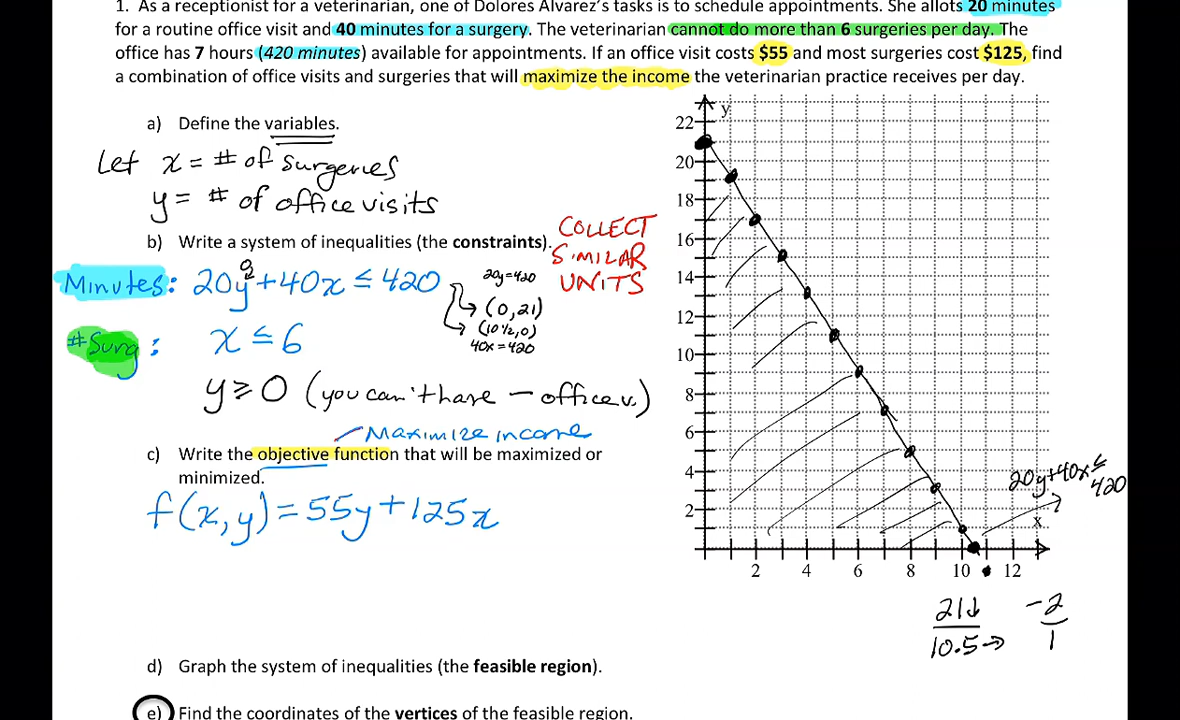 1. As a receptionist for a veterinarian, one of Dolores Alvarez's tasks is to schedule appointments. She allots 20 minutes
for a routine office visit and 40 minutes for a surgery. The veterinarian cannot do more than 6 surgeries per day. The
office has 7 hours (420 minutes) available for appointments. If an office visit costs $55 and most surgeries cost $125, find
a combination of office visits and surgeries that will maximize the income the veterinarian practice receives per day.
a) Define the variables.
Let x = # of surgeries
y = # of office visits
b) Write a system of inequalities (the constraints).
COLLECT
SIMILAR
UNITS
Minutes: 20y + 40x ≤ 420
20y = 420
(0,21)
(10½,0)
40x = 420
# Surg : x ≤ 6
y ≥ 0 (you can't have – office v.)
Maximize income
c) Write the objective function that will be maximized or
minimized.
f(x,y) = 55y + 125x
d) Graph the system of inequalities (the feasible region).
e) Find the coordinates of the vertices of the feasible region.
y
22
20
18
16
14
12
10
8
6
4
2
20y+40x ≤
420
x
2 4 6 8 10 12
21↓ -2
10.5→ 1